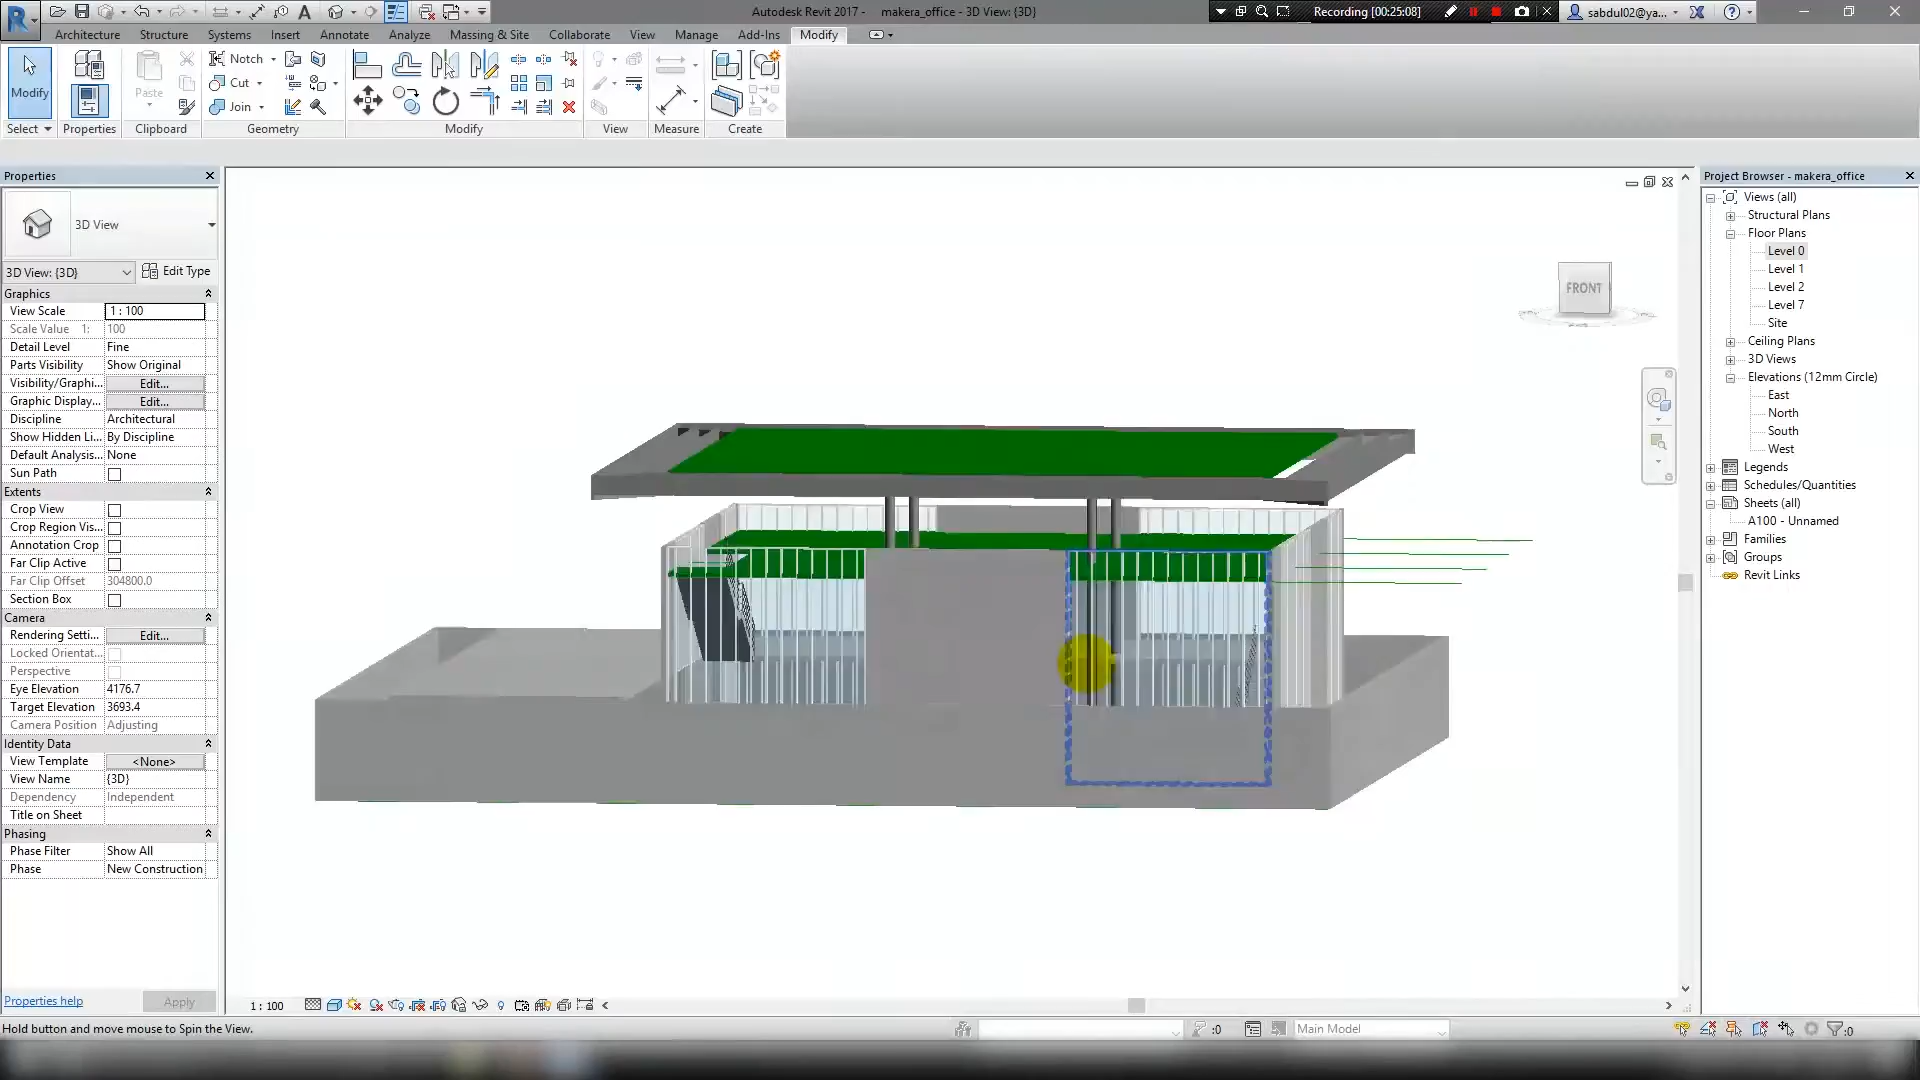 Autodesk Revit 2017 - makera_office - 3D View: {3D}
Recording [00:25:08]
sabdul02@ya...
Architecture Structure Systems Insert Annotate Analyze Massing & Site Collaborate View Manage Add-Ins Modify
Modify
Paste
Notch
Cut
Join
Select Properties Clipboard Geometry Modify View Measure Create
Properties
3D View
3D View: {3D}
Edit Type
Graphics
View Scale 1 : 100
Scale Value 1: 100
Detail Level Fine
Parts Visibility Show Original
Visibility/Graphi... Edit...
Graphic Display... Edit...
Discipline Architectural
Show Hidden Li... By Discipline
Default Analysis... None
Sun Path
Extents
Crop View
Crop Region Vis...
Annotation Crop
Far Clip Active
Far Clip Offset 304800.0
Section Box
Camera
Rendering Setti... Edit...
Locked Orientat...
Perspective
Eye Elevation 4176.7
Target Elevation 3693.4
Camera Position Adjusting
Identity Data
View Template <None>
View Name {3D}
Dependency Independent
Title on Sheet
Phasing
Phase Filter Show All
Phase New Construction
Properties help
Apply
FRONT
Project Browser - makera_office
Views (all)
Structural Plans
Floor Plans
Level 0
Level 1
Level 2
Level 7
Site
Ceiling Plans
3D Views
Elevations (12mm Circle)
East
North
South
West
Legends
Schedules/Quantities
Sheets (all)
A100 - Unnamed
Families
Groups
Revit Links
1 : 100
Hold button and move mouse to Spin the View.
:0
Main Model
:0